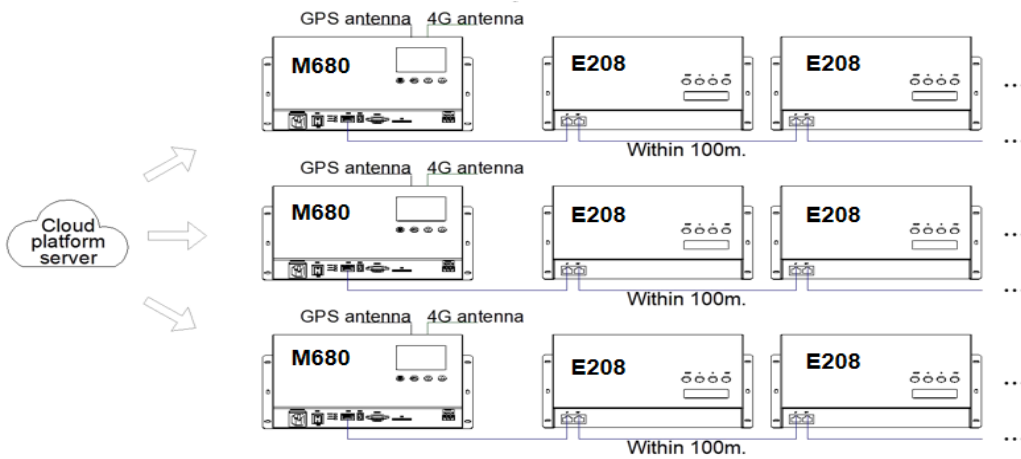 GPS antenna 4G antenna
M680 E208 E208
Within 100m.
GPS antenna 4G antenna
M680 E208 E208
Within 100m.
Cloud
platform
server
GPS antenna 4G antenna
M680 E208 E208
Within 100m.